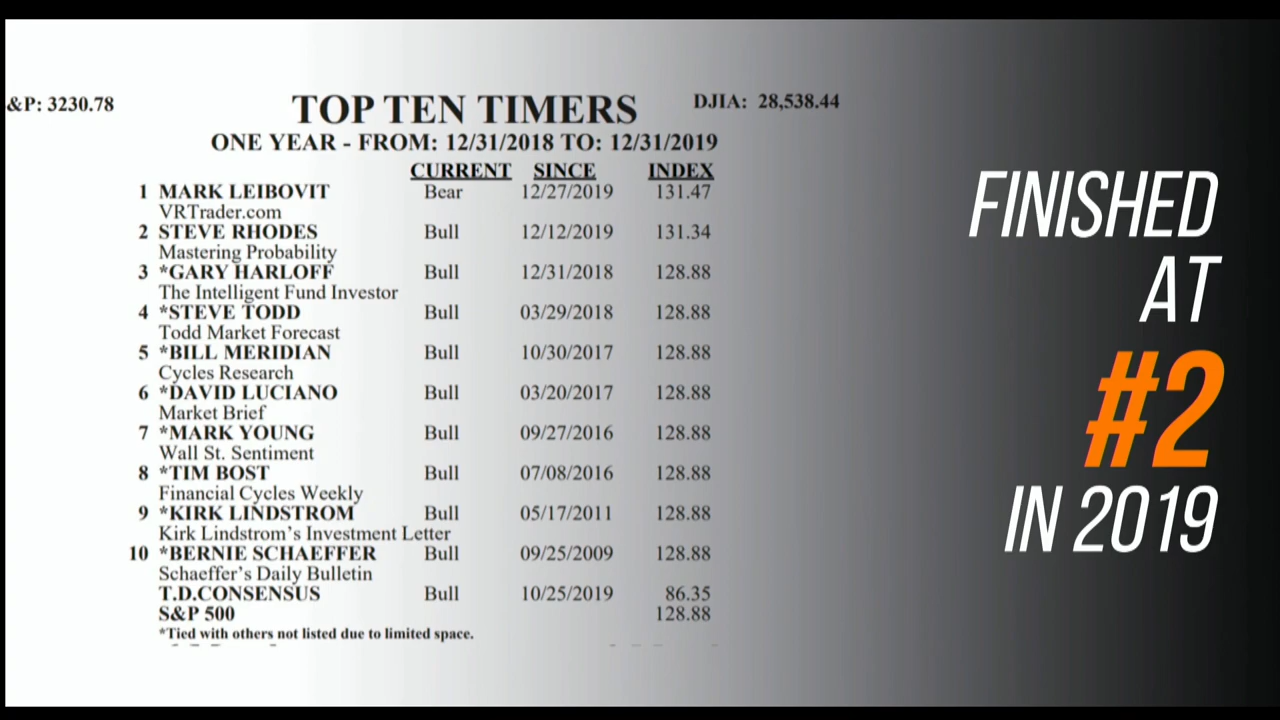 &P: 3230.78
TOP TEN TIMERS
DJIA: 28,538.44
ONE YEAR - FROM: 12/31/2018 TO: 12/31/2019
CURRENT SINCE INDEX
1 MARK LEIBOVIT Bear 12/27/2019 131.47
VRTrader.com
2 STEVE RHODES Bull 12/12/2019 131.34
Mastering Probability
3 *GARY HARLOFF Bull 12/31/2018 128.88
The Intelligent Fund Investor
4 *STEVE TODD Bull 03/29/2018 128.88
Todd Market Forecast
5 *BILL MERIDIAN Bull 10/30/2017 128.88
Cycles Research
6 *DAVID LUCIANO Bull 03/20/2017 128.88
Market Brief
7 *MARK YOUNG Bull 09/27/2016 128.88
Wall St. Sentiment
8 *TIM BOST Bull 07/08/2016 128.88
Financial Cycles Weekly
9 *KIRK LINDSTROM Bull 05/17/2011 128.88
Kirk Lindstrom's Investment Letter
10 *BERNIE SCHAEFFER Bull 09/25/2009 128.88
Schaeffer's Daily Bulletin
T.D.CONSENSUS Bull 10/25/2019 86.35
S&P 500 128.88
*Tied with others not listed due to limited space.
FINISHED
AT
#2
IN 2019